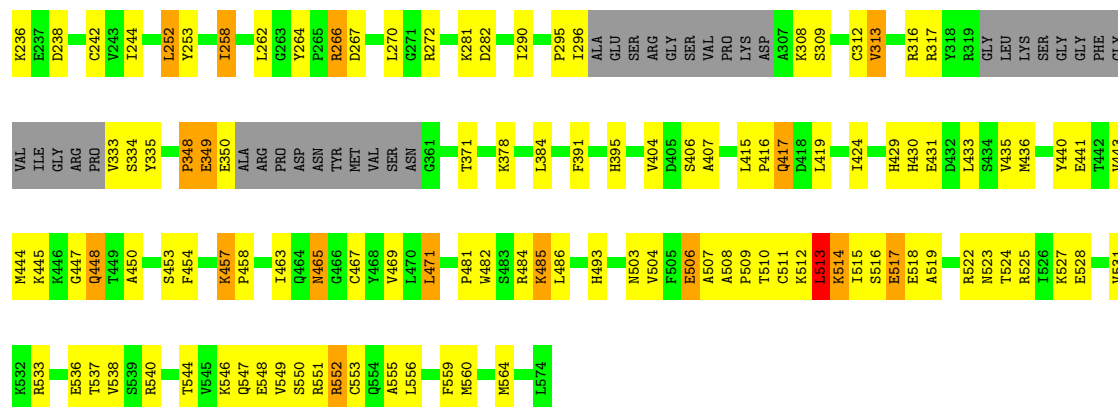 K236 E237 D238 C242 V243 I244 L252 Y253 I258 L262 G263 Y264 P265 R266 D267 L270 G271 R272 K281 D282 I290 P295 I296 ALA GLU SER ARG GLY SER VAL PRO LYS ASP A307 K308 S309 C312 V313 R316 R317 Y318 R319 GLY LEU LYS SER GLY GLY PHE
VAL ILE GLY ARG PRO V333 S334 Y335 P348 E349 E350 ALA ARG PRO ASP ASN TYR MET VAL SER ASN G361 T371 K378 L384 F391 H395 V404 D405 S406 A407 L415 P416 Q417 D418 L419 I424 H429 H430 E431 D432 L433 S434 V435 M436 Y440 E441 T442 V443
M444 K445 K446 G447 Q448 T449 A450 S453 F454 K457 P458 I463 Q464 N465 G466 C467 Y468 V469 L470 L471 P481 W482 S483 R484 K485 L486 H493 N503 V504 F505 E506 A507 A508 P509 T510 C511 K512 L513 K514 I515 S516 E517 E518 A519 R522 N523 T524 R525 I526 K527 E528 V531
K532 R533 E536 T537 V538 S539 R540 T544 V545 K546 Q547 E548 V549 S550 R551 R552 C553 Q554 A555 L556 F559 M560 M564 L574